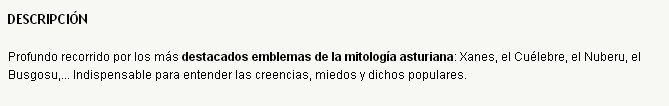 DESCRIPCIÓN
Profundo recorrido por los más destacados emblemas de la mitología asturiana: Xanes, el Cuélebre, el Nuberu, el
Busgosu,... Indispensable para entender las creencias, miedos y dichos populares.